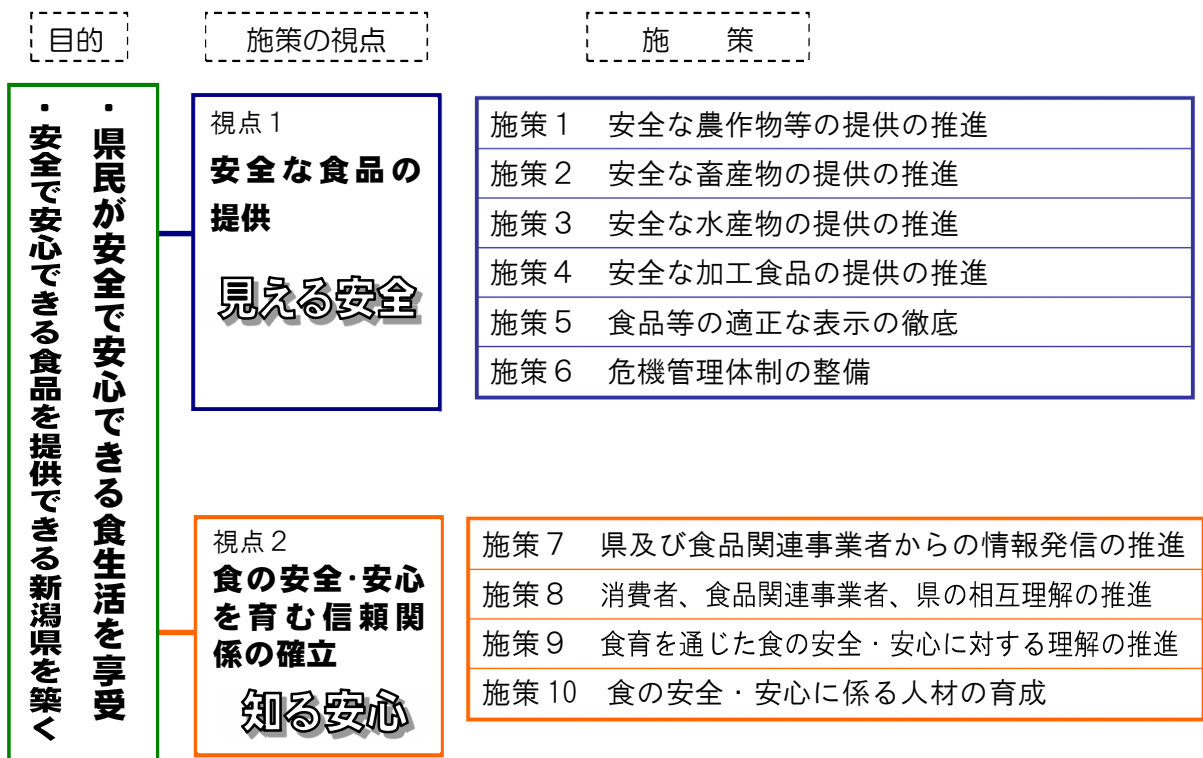 目的
施策の視点
施　策
・県民が安全で安心できる食生活を享受
・安全で安心できる食品を提供できる新潟県を築く
視点１
安全な食品の
提供
見える安全
施策１　安全な農作物等の提供の推進
施策２　安全な畜産物の提供の推進
施策３　安全な水産物の提供の推進
施策４　安全な加工食品の提供の推進
施策５　食品等の適正な表示の徹底
施策６　危機管理体制の整備
視点２
食の安全・安心
を育む信頼関
係の確立
知る安心
施策７　県及び食品関連事業者からの情報発信の推進
施策８　消費者、食品関連事業者、県の相互理解の推進
施策９　食育を通じた食の安全・安心に対する理解の推進
施策10　食の安全・安心に係る人材の育成